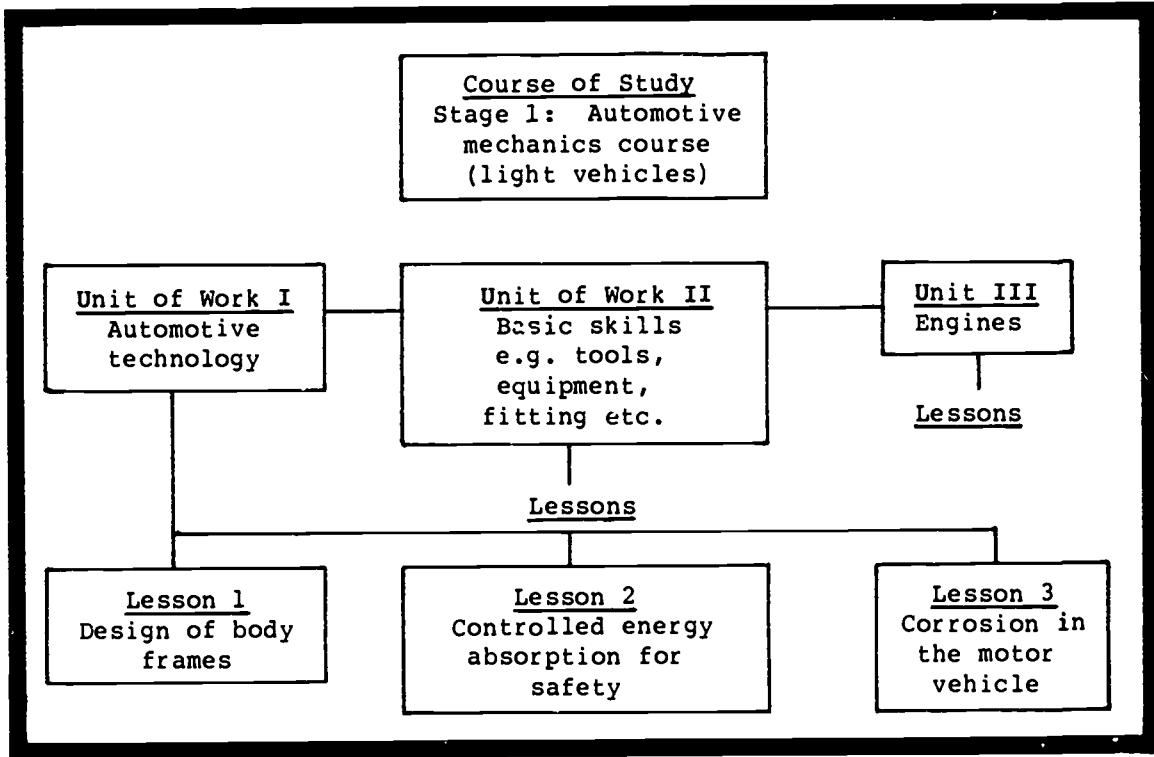 Course of Study
Stage 1: Automotive
mechanics course
(light vehicles)
Unit of Work I
Automotive
technology
Unit of Work II
Basic skills
e.g. tools,
equipment,
fitting etc.
Unit III
Engines
Lessons
Lessons
Lesson 1
Design of body
frames
Lesson 2
Controlled energy
absorption for
safety
Lesson 3
Corrosion in
the motor
vehicle